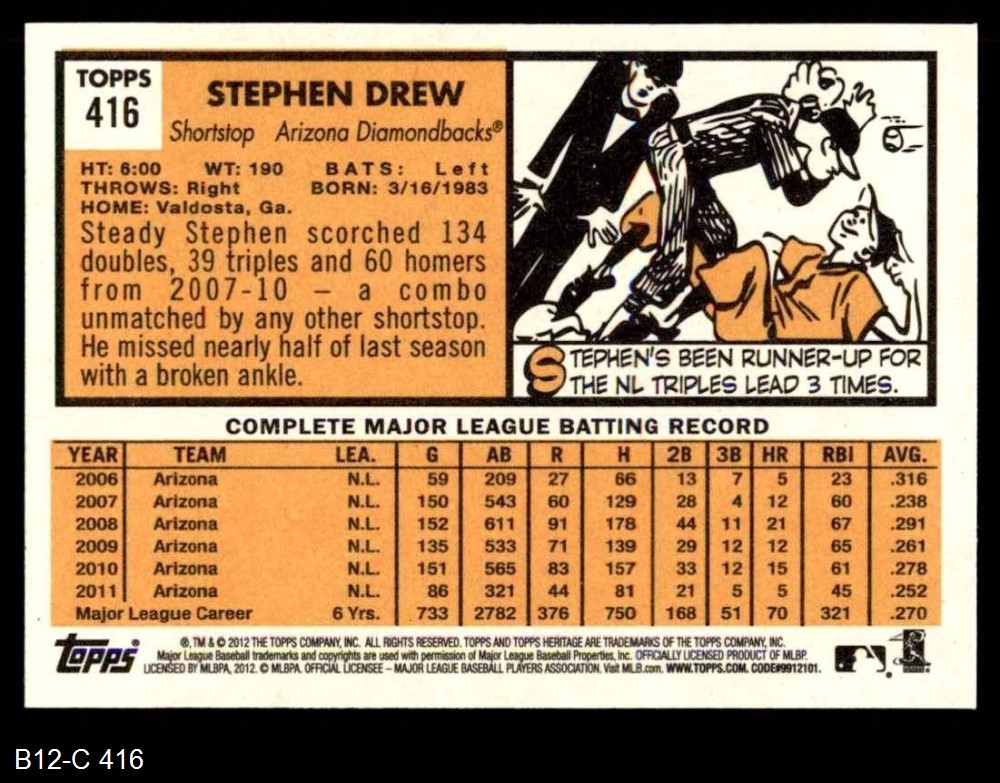 TOPPS
416
STEPHEN DREW
Shortstop Arizona Diamondbacks®
HT: 6:00 WT: 190 BATS: Left
THROWS: Right BORN: 3/16/1983
HOME: Valdosta, Ga.
Steady Stephen scorched 134
doubles, 39 triples and 60 homers
from 2007-10 – a combo
unmatched by any other shortstop.
He missed nearly half of last season
with a broken ankle.
STEPHEN'S BEEN RUNNER-UP FOR
THE NL TRIPLES LEAD 3 TIMES.
COMPLETE MAJOR LEAGUE BATTING RECORD
YEAR TEAM LEA. G AB R H 2B 3B HR RBI AVG.
2006 Arizona N.L. 59 209 27 66 13 7 5 23 .316
2007 Arizona N.L. 150 543 60 129 28 4 12 60 .238
2008 Arizona N.L. 152 611 91 178 44 11 21 67 .291
2009 Arizona N.L. 135 533 71 139 29 12 12 65 .261
2010 Arizona N.L. 151 565 83 157 33 12 15 61 .278
2011 Arizona N.L. 86 321 44 81 21 5 5 45 .252
Major League Career 6 Yrs. 733 2782 376 750 168 51 70 321 .270
Topps®
®, TM & © 2012 THE TOPPS COMPANY, INC. ALL RIGHTS RESERVED. TOPPS AND TOPPS HERITAGE ARE TRADEMARKS OF THE TOPPS COMPANY, INC.
Major League Baseball trademarks and copyrights are used with permission of Major League Baseball Properties, Inc. OFFICIALLY LICENSED PRODUCT OF MLBP.
LICENSED BY MLBPA, 2012. © MLBPA. OFFICIAL LICENSEE – MAJOR LEAGUE BASEBALL PLAYERS ASSOCIATION. Visit MLB.com. WWW.TOPPS.COM. CODE#9912101.
B12-C 416